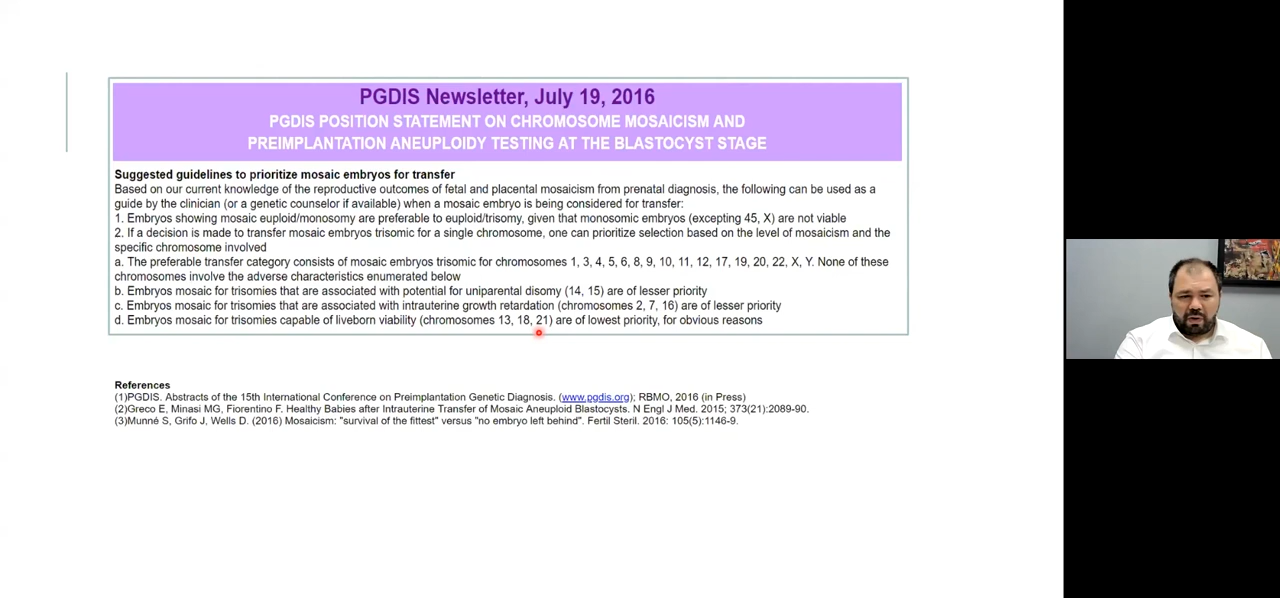 PGDIS Newsletter, July 19, 2016
PGDIS POSITION STATEMENT ON CHROMOSOME MOSAICISM AND
PREIMPLANTATION ANEUPLOIDY TESTING AT THE BLASTOCYST STAGE
Suggested guidelines to prioritize mosaic embryos for transfer
Based on our current knowledge of the reproductive outcomes of fetal and placental mosaicism from prenatal diagnosis, the following can be used as a
guide by the clinician (or a genetic counselor if available) when a mosaic embryo is being considered for transfer:
1. Embryos showing mosaic euploid/monosomy are preferable to euploid/trisomy, given that monosomic embryos (excepting 45, X) are not viable
2. If a decision is made to transfer mosaic embryos trisomic for a single chromosome, one can prioritize selection based on the level of mosaicism and the
specific chromosome involved
a. The preferable transfer category consists of mosaic embryos trisomic for chromosomes 1, 3, 4, 5, 6, 8, 9, 10, 11, 12, 17, 19, 20, 22, X, Y. None of these
chromosomes involve the adverse characteristics enumerated below
b. Embryos mosaic for trisomies that are associated with potential for uniparental disomy (14, 15) are of lesser priority
c. Embryos mosaic for trisomies that are associated with intrauterine growth retardation (chromosomes 2, 7, 16) are of lesser priority
d. Embryos mosaic for trisomies capable of liveborn viability (chromosomes 13, 18, 21) are of lowest priority, for obvious reasons
References
(1)PGDIS. Abstracts of the 15th International Conference on Preimplantation Genetic Diagnosis. (www.pgdis.org); RBMO, 2016 (in Press)
(2)Greco E, Minasi MG, Fiorentino F. Healthy Babies after Intrauterine Transfer of Mosaic Aneuploid Blastocysts. N Engl J Med. 2015; 373(21):2089-90.
(3)Munné S, Grifo J, Wells D. (2016) Mosaicism: "survival of the fittest" versus "no embryo left behind". Fertil Steril. 2016: 105(5):1146-9.